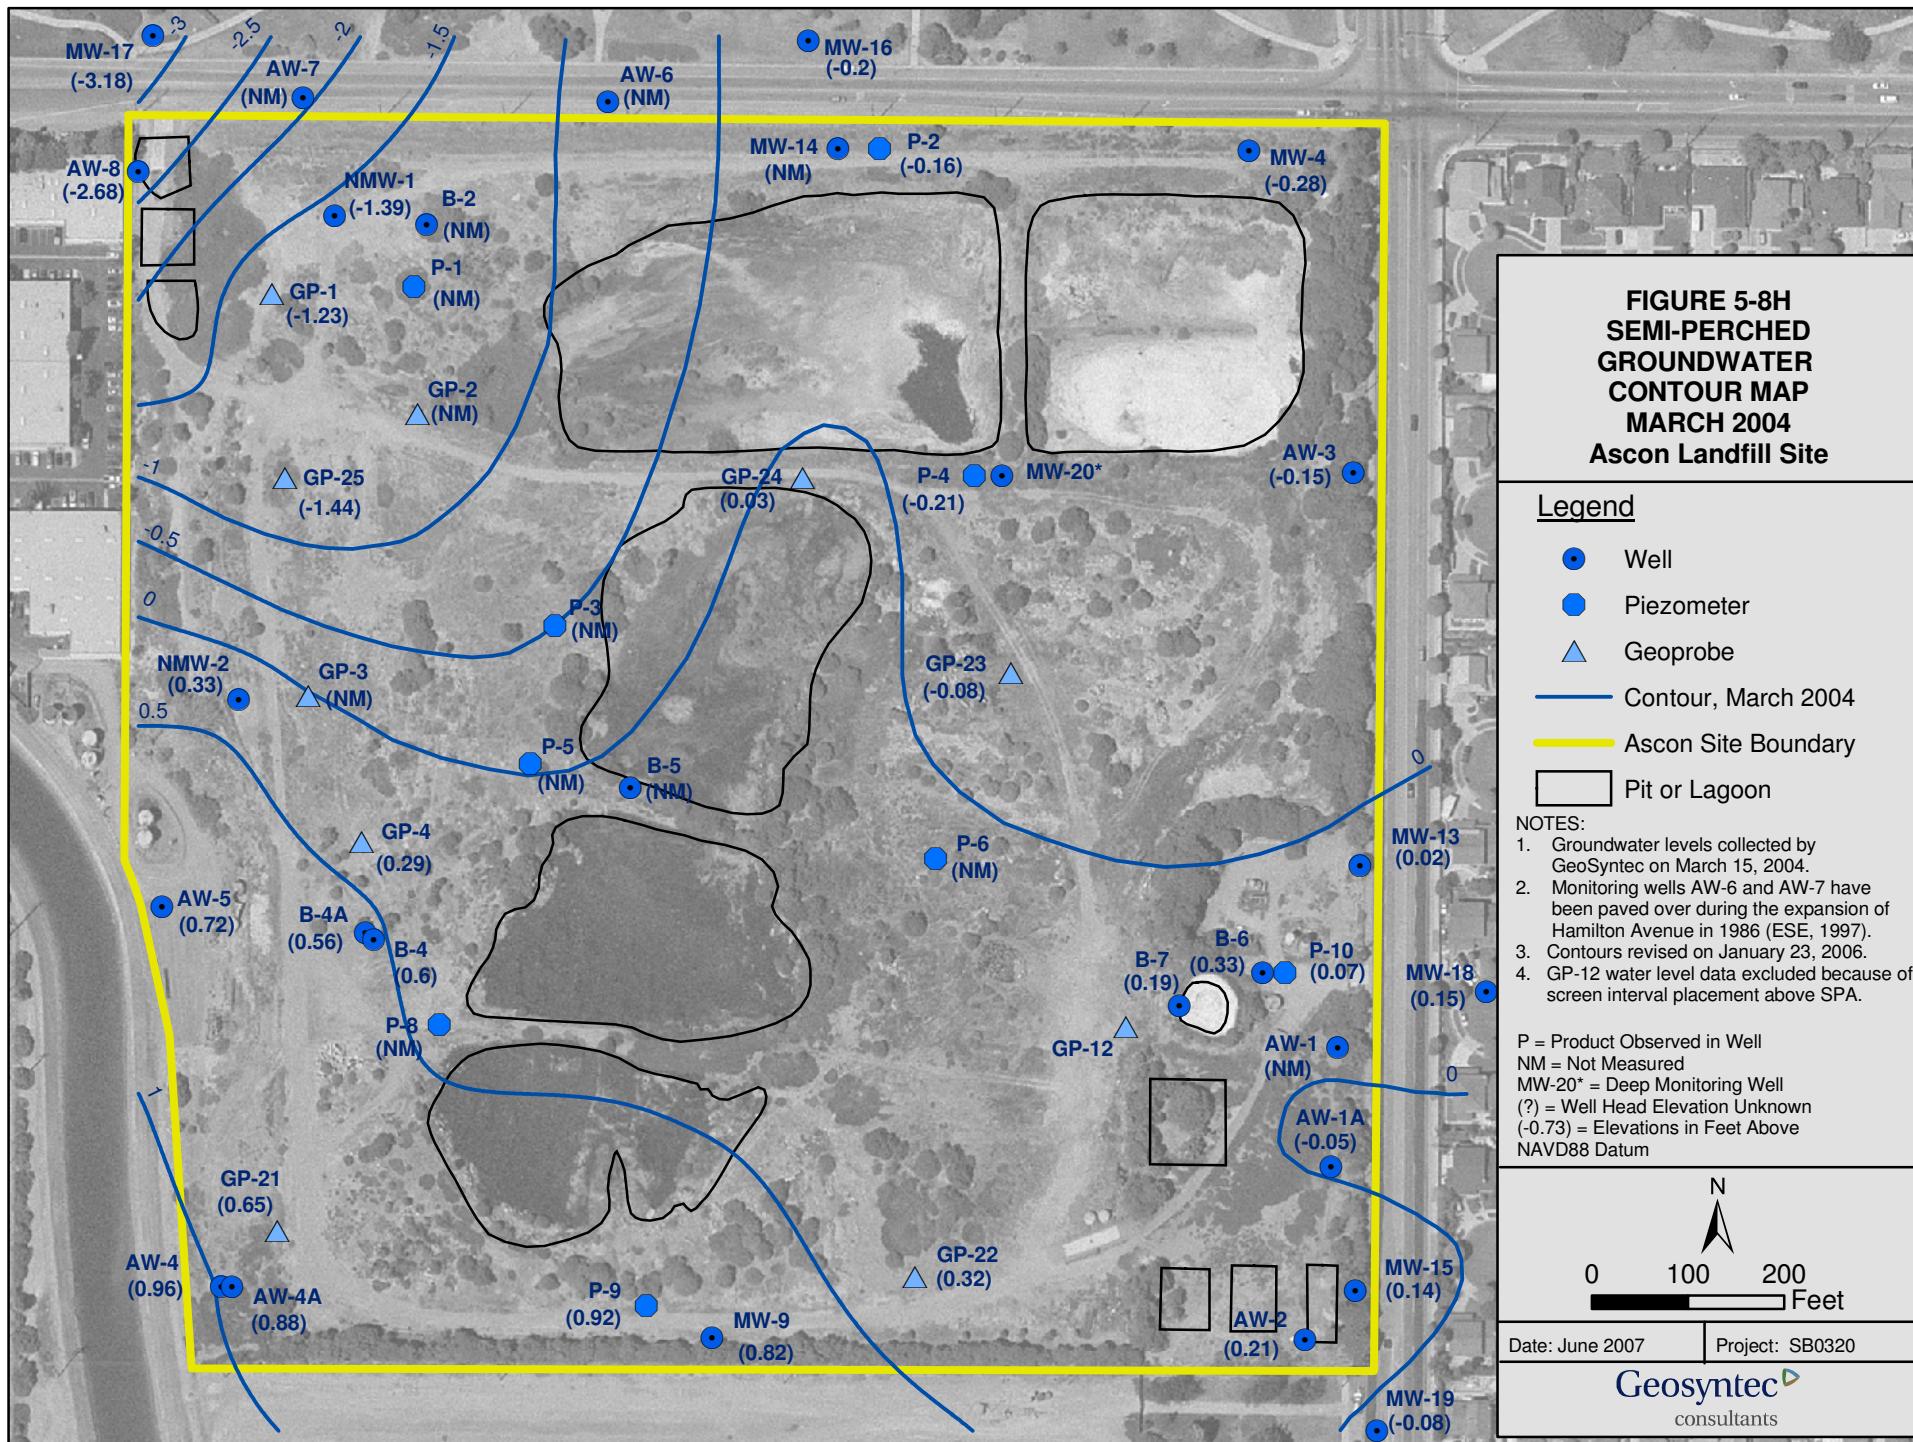 -3
-2.5
-2
-1.5
MW-17
(-3.18)
AW-7
(NM)
AW-6
(NM)
MW-16
(-0.2)
AW-8
(-2.68)
NMW-1
(-1.39)
B-2
(NM)
MW-14
(NM)
P-2
(-0.16)
MW-4
(-0.28)
GP-1
(-1.23)
P-1
(NM)
GP-2
(NM)
-1
GP-25
(-1.44)
GP-24
(0.03)
P-4
(-0.21)
MW-20*
AW-3
(-0.15)
-0.5
0
P-3
(NM)
NMW-2
(0.33)
GP-3
(NM)
GP-23
(-0.08)
0.5
P-5
(NM)
B-5
(NM)
0
GP-4
(0.29)
P-6
(NM)
MW-13
(0.02)
AW-5
(0.72)
B-4A
(0.56)
B-4
(0.6)
B-7
(0.19)
B-6
(0.33)
P-10
(0.07)
MW-18
(0.15)
P-8
(NM)
GP-12
AW-1
(NM)
0
1
AW-1A
(-0.05)
GP-21
(0.65)
AW-4
(0.96)
AW-4A
(0.88)
P-9
(0.92)
MW-9
(0.82)
GP-22
(0.32)
AW-2
(0.21)
MW-15
(0.14)
MW-19
(-0.08)
FIGURE 5-8H
SEMI-PERCHED
GROUNDWATER
CONTOUR MAP
MARCH 2004
Ascon Landfill Site
Legend
Well
Piezometer
Geoprobe
Contour, March 2004
Ascon Site Boundary
Pit or Lagoon
NOTES:
1. Groundwater levels collected by
GeoSyntec on March 15, 2004.
2. Monitoring wells AW-6 and AW-7 have
been paved over during the expansion of
Hamilton Avenue in 1986 (ESE, 1997).
3. Contours revised on January 23, 2006.
4. GP-12 water level data excluded because of
screen interval placement above SPA.
P = Product Observed in Well
NM = Not Measured
MW-20* = Deep Monitoring Well
(?) = Well Head Elevation Unknown
(-0.73) = Elevations in Feet Above
NAVD88 Datum
N
0 100 200
Feet
Date: June 2007 Project: SB0320
Geosyntec
consultants